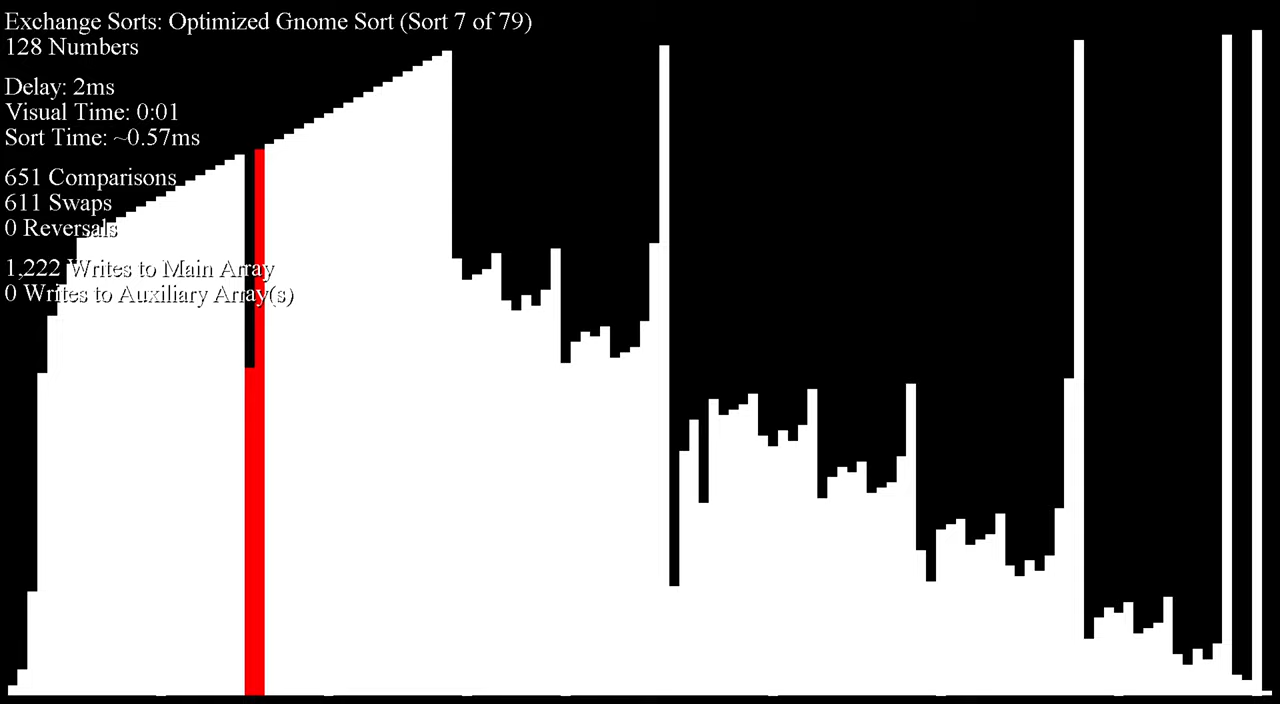 Exchange Sorts: Optimized Gnome Sort (Sort 7 of 79)
128 Numbers
Delay: 2ms
Visual Time: 0:01
Sort Time: ~0.57ms
651 Comparisons
611 Swaps
0 Reversals
1,222 Writes to Main Array
0 Writes to Auxiliary Array(s)